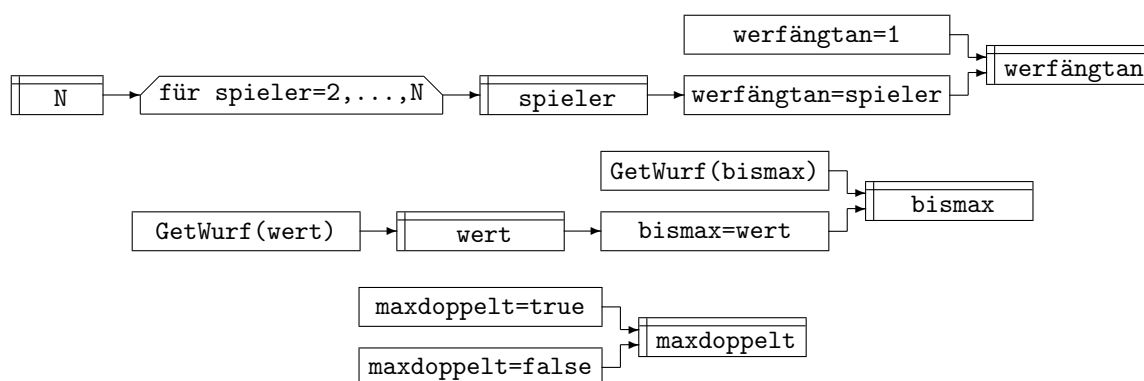 werfängtan=1
werfängtan
N
für spieler=2,...,N
spieler
werfängtan=spieler
GetWurf(bismax)
bismax
GetWurf(wert)
wert
bismax=wert
maxdoppelt=true
maxdoppelt
maxdoppelt=false